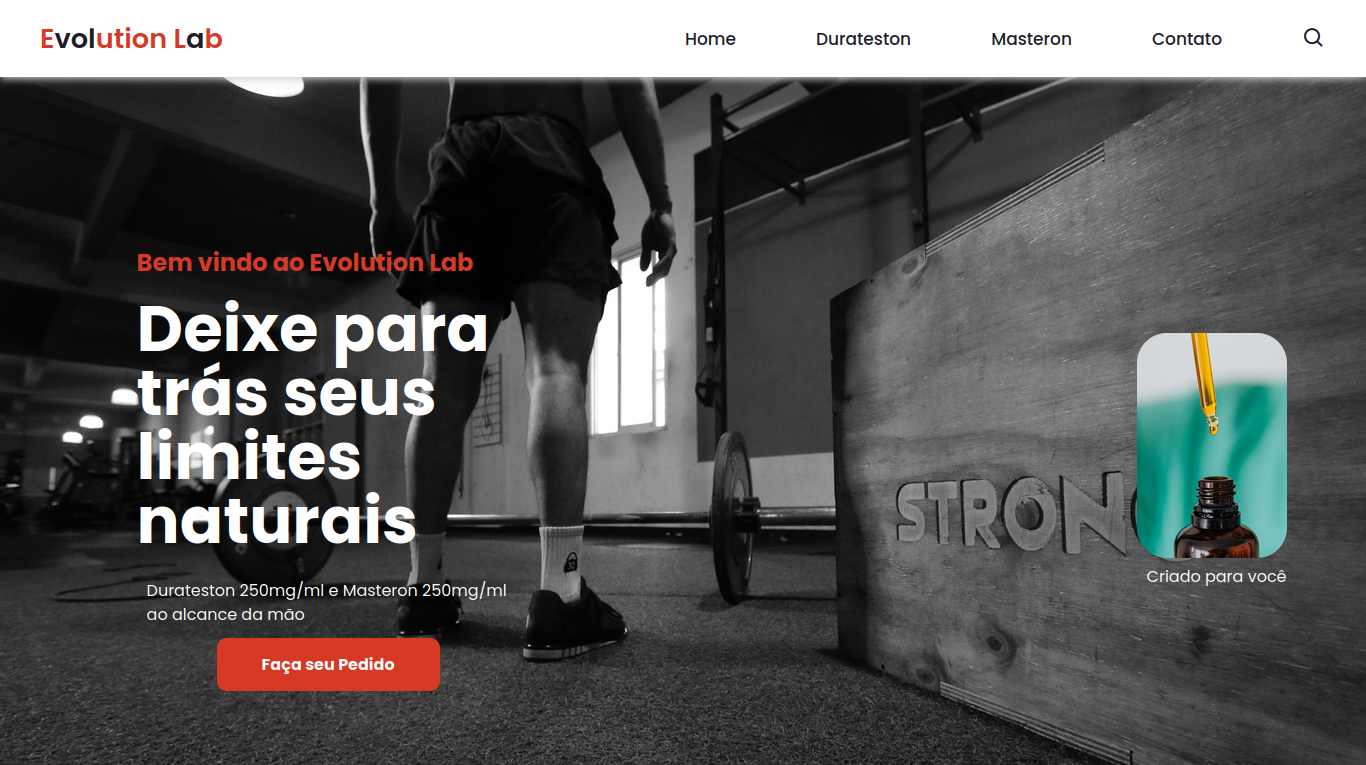 Evolution Lab
Home
Durateston
Masteron
Contato
Bem vindo ao Evolution Lab
Deixe para
trás seus
limites
naturais
STRON
Durateston 250mg/ml e Masteron 250mg/ml
ao alcance da mão
Faça seu Pedido
Criado para você